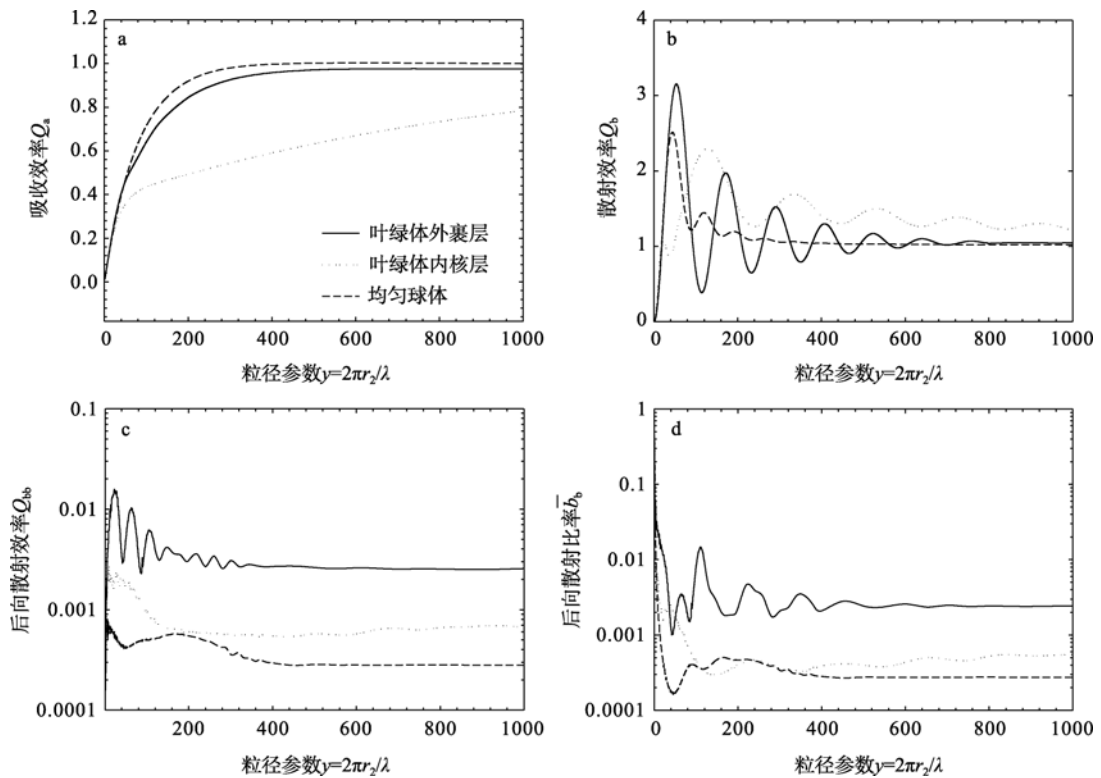 a
1.0
0.8
0.6
0.4
0.2
0.0
吸收效率Qa
叶绿体外裹层
叶绿体内核层
均匀球体
0 200 400 600 800 1000
粒径参数y=2πr₂/λ
b
4
3
2
1
0
散射效率Qb
0 200 400 600 800 1000
粒径参数y=2πr₂/λ
c
0.1
0.01
0.001
0.0001
后向散射效率Qbb
200 400 600 800 1000
粒径参数y=2πr₂/λ
d
1
0.1
0.01
0.001
0.0001
后向散射比率b̅b
0 200 400 600 800 1000
粒径参数y=2πr₂/λ